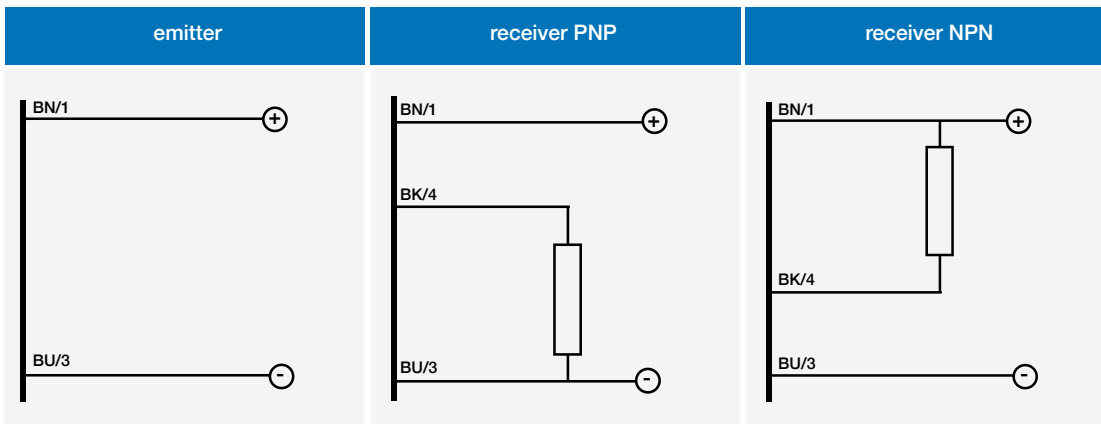 emitter
receiver PNP
receiver NPN
BN/1
+
BU/3
-
BN/1
+
BK/4
BU/3
-
BN/1
+
BK/4
BU/3
-